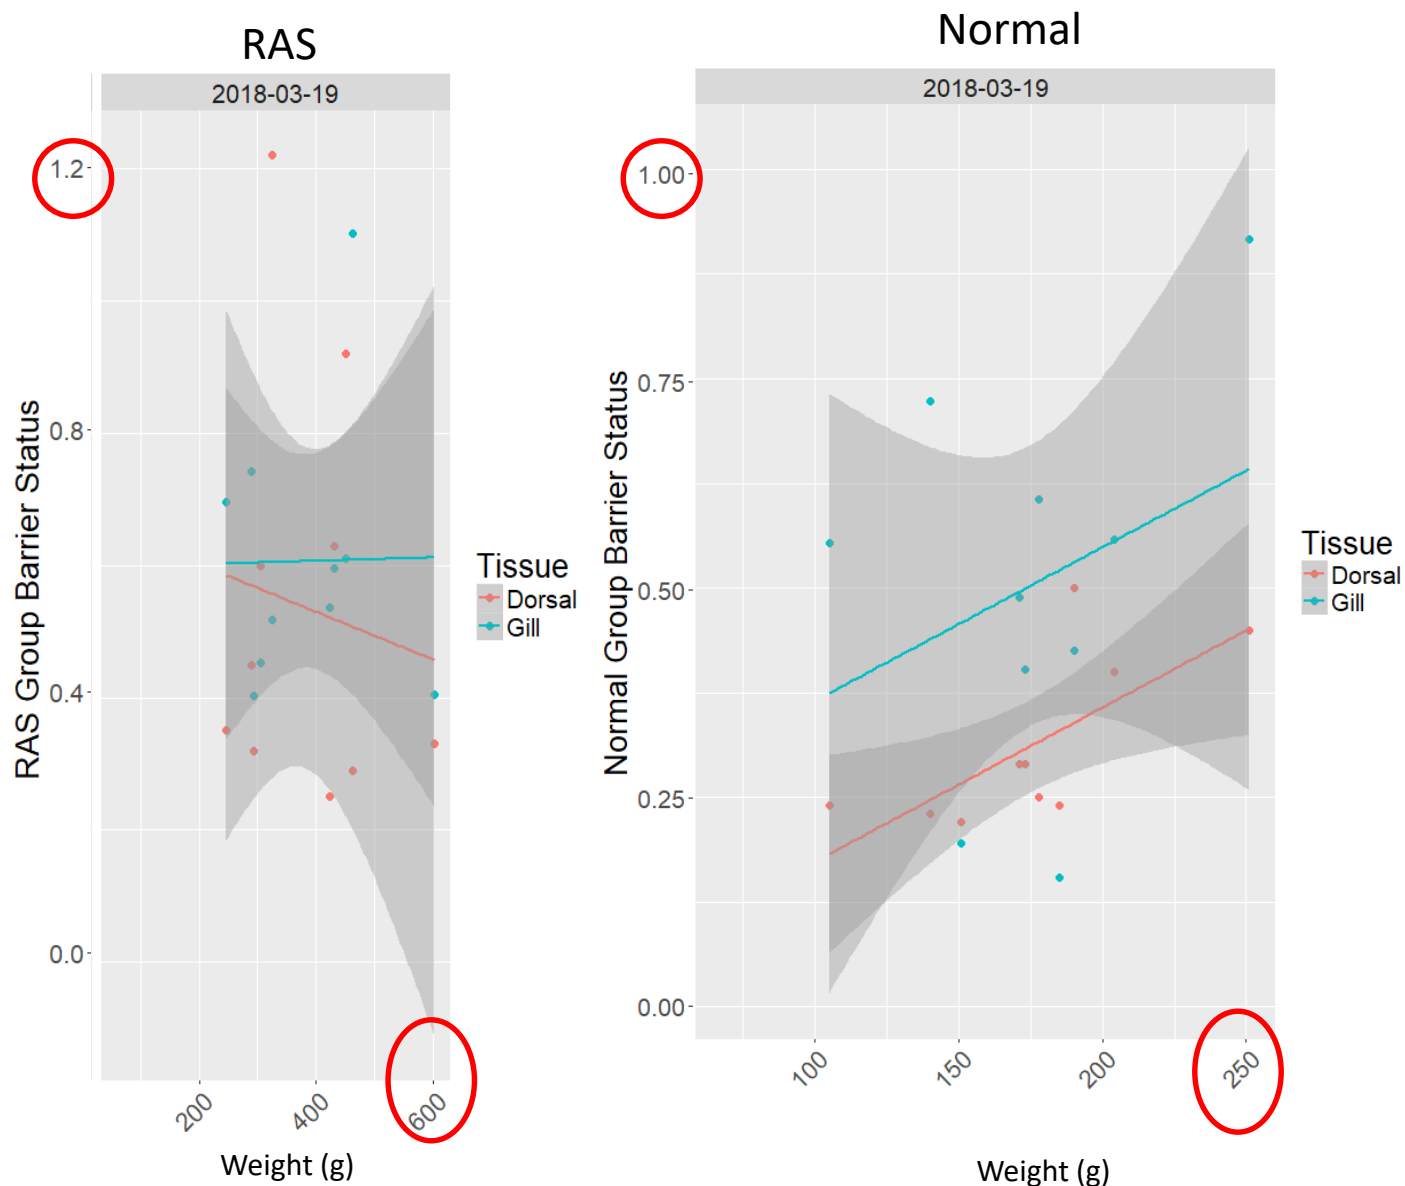 RAS
2018-03-19
1.2
0.8
0.4
0.0
RAS Group Barrier Status
200
400
600
Weight (g)
Tissue
Dorsal
Gill
Normal
2018-03-19
1.00
0.75
0.50
0.25
0.00
Normal Group Barrier Status
100
150
200
250
Weight (g)
Tissue
Dorsal
Gill